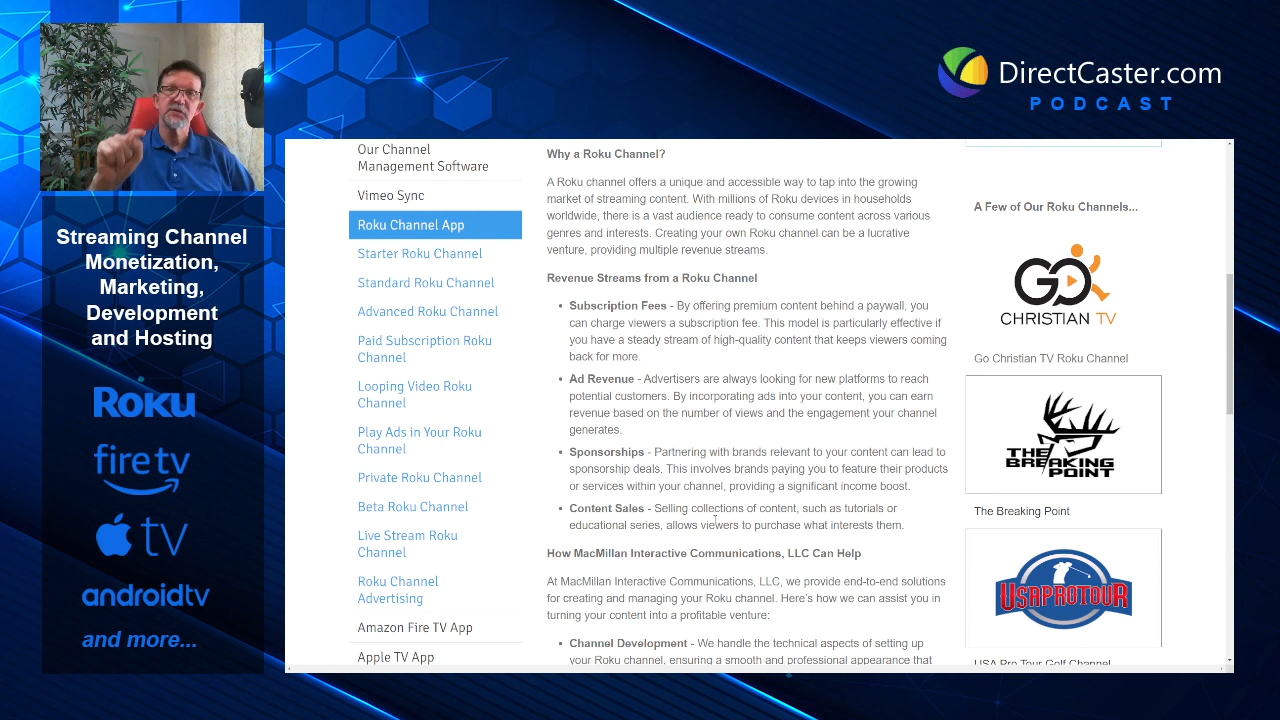 DirectCaster.com
PODCAST
Streaming Channel
Monetization,
Marketing,
Development
and Hosting
Roku
fire tv
tv
androidtv
and more...
Our Channel
Management Software
Vimeo Sync
Roku Channel App
Starter Roku Channel
Standard Roku Channel
Advanced Roku Channel
Paid Subscription Roku
Channel
Looping Video Roku
Channel
Play Ads in Your Roku
Channel
Private Roku Channel
Beta Roku Channel
Live Stream Roku
Channel
Roku Channel
Advertising
Amazon Fire TV App
Apple TV App
Why a Roku Channel?
A Roku channel offers a unique and accessible way to tap into the growing
market of streaming content. With millions of Roku devices in households
worldwide, there is a vast audience ready to consume content across various
genres and interests. Creating your own Roku channel can be a lucrative
venture, providing multiple revenue streams.
Revenue Streams from a Roku Channel
• Subscription Fees - By offering premium content behind a paywall, you
can charge viewers a subscription fee. This model is particularly effective if
you have a steady stream of high-quality content that keeps viewers coming
back for more.
• Ad Revenue - Advertisers are always looking for new platforms to reach
potential customers. By incorporating ads into your content, you can earn
revenue based on the number of views and the engagement your channel
generates.
• Sponsorships - Partnering with brands relevant to your content can lead to
sponsorship deals. This involves brands paying you to feature their products
or services within your channel, providing a significant income boost.
• Content Sales - Selling collections of content, such as tutorials or
educational series, allows viewers to purchase what interests them.
How MacMillan Interactive Communications, LLC Can Help
At MacMillan Interactive Communications, LLC, we provide end-to-end solutions
for creating and managing your Roku channel. Here's how we can assist you in
turning your content into a profitable venture:
• Channel Development - We handle the technical aspects of setting up
your Roku channel, ensuring a smooth and professional appearance that
A Few of Our Roku Channels...
GO
CHRISTIAN TV
Go Christian TV Roku Channel
THE
BREAKING
POINT
The Breaking Point
USAPROTOUR
USA Pro Tour Golf Channel